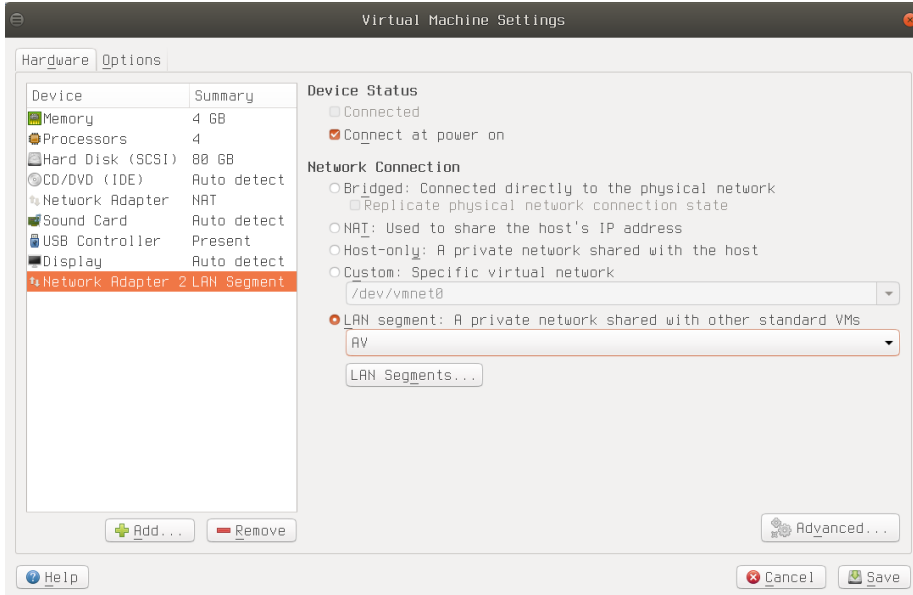 Virtual Machine Settings
Hardware Options
Device Summary
Memory 4 GB
Processors 4
Hard Disk (SCSI) 80 GB
CD/DVD (IDE) Auto detect
Network Adapter NAT
Sound Card Auto detect
USB Controller Present
Display Auto detect
Network Adapter 2 LAN Segment
Add...
Remove
Device Status
Connected
Connect at power on
Network Connection
Bridged: Connected directly to the physical network
Replicate physical network connection state
NAT: Used to share the host's IP address
Host-only: A private network shared with the host
Custom: Specific virtual network
/dev/vmnet0
LAN segment: A private network shared with other standard VMs
AV
LAN Segments...
Advanced...
Help
Cancel
Save